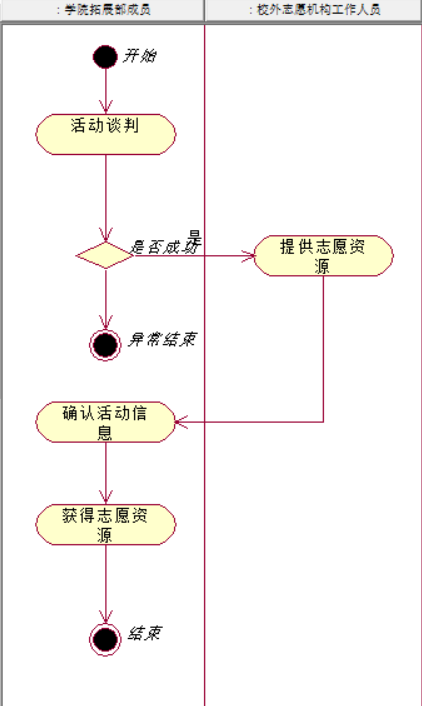 ：学院拓展部成员
：校外志愿机构工作人员
开始
活动谈判
是
是否成功
提供志愿资
源
异常结束
确认活动信
息
获得志愿资
源
结束